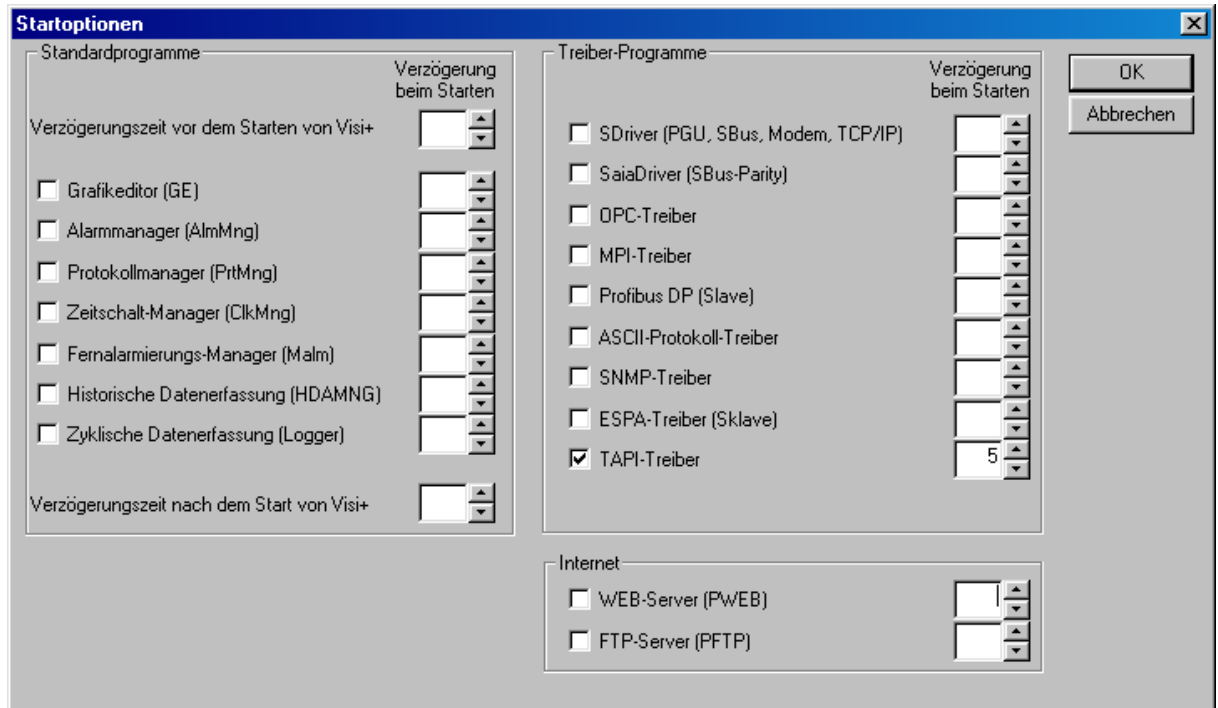 Startoptionen
Standardprogramme
Verzögerung
beim Starten
Verzögerungszeit vor dem Starten von Visi+
Grafikeditor (GE)
Alarmmanager (AlmMng)
Protokollmanager (PrtMng)
Zeitschalt-Manager (ClkMng)
Fernalarmierungs-Manager (Malm)
Historische Datenerfassung (HDAMNG)
Zyklische Datenerfassung (Logger)
Verzögerungszeit nach dem Start von Visi+
Treiber-Programme
Verzögerung
beim Starten
SDriver (PGU, SBus, Modem, TCP/IP)
SaiaDriver (SBus-Parity)
OPC-Treiber
MPI-Treiber
Profibus DP (Slave)
ASCII-Protokoll-Treiber
SNMP-Treiber
ESPA-Treiber (Sklave)
TAPI-Treiber 5
Internet
WEB-Server (PWEB)
FTP-Server (PFTP)
OK
Abbrechen